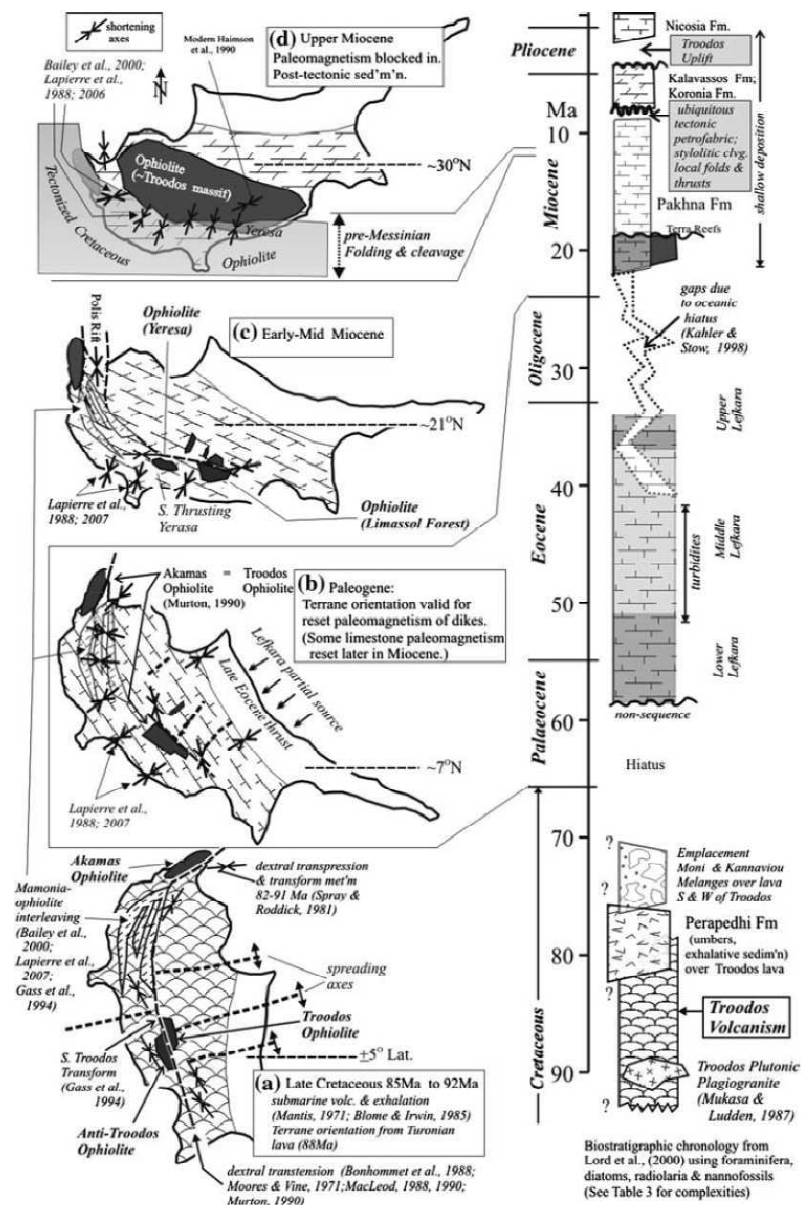 shortening
axes
Modern Haimson
et al., 1990
(d) Upper Miocene
Paleomagnetism blocked in.
Post-tectonic sed'm'n.
Bailey et al., 2000;
Lapierre et al.,
1988; 2006
N
Ophiolite
(~Troodos massif)
~30°N
Tectonized Cretaceous
Yeresa
Ophiolite
pre-Messinian
Folding & cleavage
Polis Rift
Ophiolite
(Yeresa)
(c) Early-Mid Miocene
~21°N
Lapierre et al.,
1988; 2007
S. Thrusting
Yerasa
Ophiolite
(Limassol Forest)
Akamas = Troodos
Ophiolite Ophiolite
(Murton, 1990)
(b) Paleogene:
Terrane orientation valid for
reset paleomagnetism of dikes.
(Some limestone paleomagnetism
reset later in Miocene.)
Lefkara partial
source
Late Eocene thrust
~7°N
Lapierre et al.,
1988; 2007
Akamas
Ophiolite
dextral transpression
& transform met'm
82-91 Ma (Spray &
Roddick, 1981)
Mamonia-
ophiolite
interleaving
(Bailey et al.,
2000;
Lapierre et al.,
2007;
Gass et al.,
1994)
spreading
axes
Troodos
Ophiolite
±5° Lat.
S. Troodos
Transform
(Gass et al.,
1994)
Anti-Troodos
Ophiolite
(a) Late Cretaceous 85Ma to 92Ma
submarine volc. & exhalation
(Mantis, 1971; Blome & Irwin, 1985)
Terrane orientation from Turonian
lava (88Ma)
dextral transtension (Bonhommet et al., 1988;
Moores & Vine, 1971;MacLeod, 1988, 1990;
Murton, 1990)
Pliocene
Miocene
Oligocene
Eocene
Palaeocene
Cretaceous
Ma
10
20
30
40
50
60
70
80
90
Nicosia Fm.
Troodos
Uplift
Kalavassos Fm;
Koronia Fm.
ubiquitous
tectonic
petrofabric;
stylolitic clvg.
local folds &
thrusts
shallow deposition
Pakhna Fm
Terra Reefs
gaps due
to oceanic
hiatus
(Kahler &
Stow, 1998)
Upper
Lefkara
Middle
Lefkara
turbidites
Lower
Lefkara
non-sequence
Hiatus
?
Emplacement
Moni & Kannaviou
Melanges over lava
S & W of Troodos
?
Perapedhi Fm
(umbers,
exhalative sedim'n)
over Troodos lava
?
Troodos
Volcanism
Troodos Plutonic
Plagiogranite
(Mukasa &
Ludden, 1987)
?
Biostratigraphic chronology from
Lord et al., (2000) using foraminifera,
diatoms, radiolaria & nannofossils
(See Table 3 for complexities)